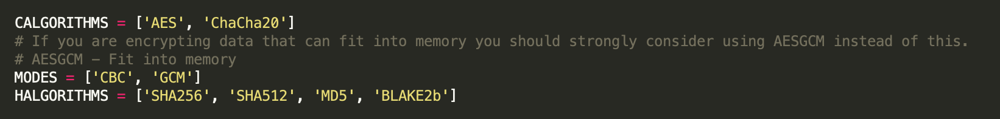 CALGORITHMS = ['AES', 'ChaCha20']
# If you are encrypting data that can fit into memory you should strongly consider using AESGCM instead of this.
# AESGCM – Fit into memory
MODES = ['CBC', 'GCM']
HALGORITHMS = ['SHA256', 'SHA512', 'MD5', 'BLAKE2b']